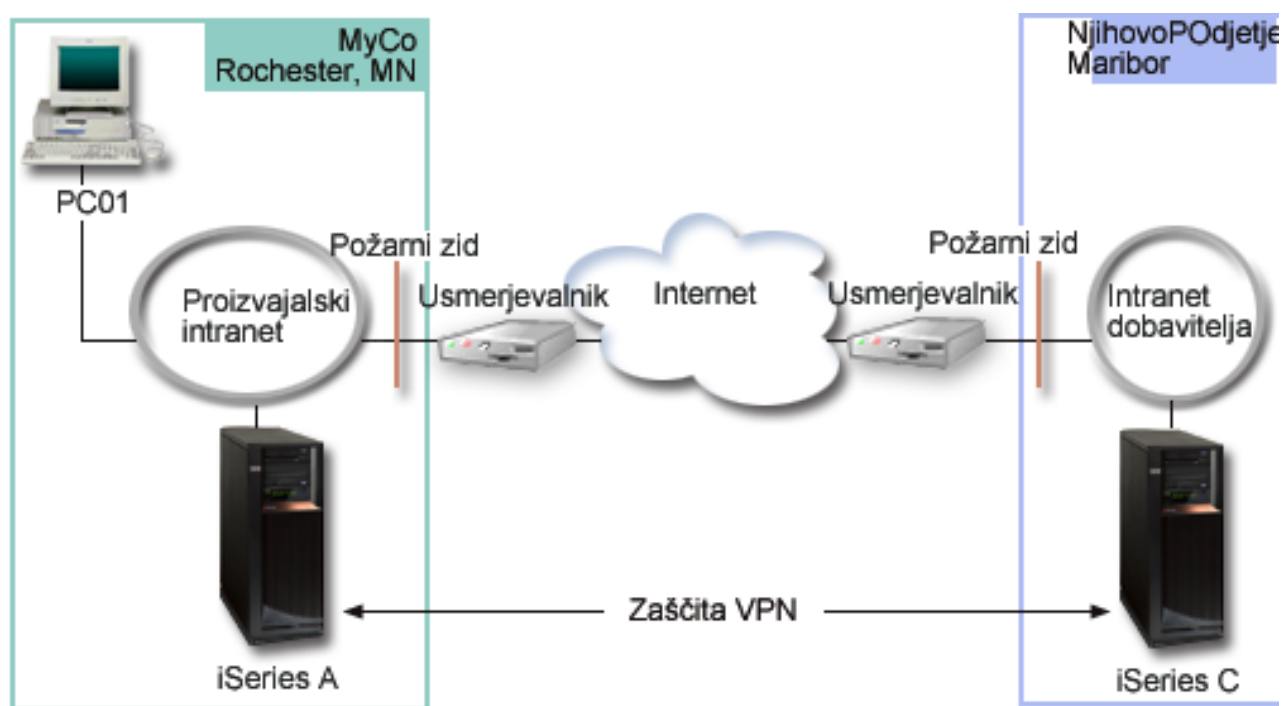 MyCo
Rochester, MN
NjihovoPOdjetje
Maribor
PC01
Požarni zid
Požarni zid
Proizvajalski
intranet
Usmerjevalnik
Internet
Usmerjevalnik
Intranet
dobavitelja
Zaščita VPN
iSeries A
iSeries C